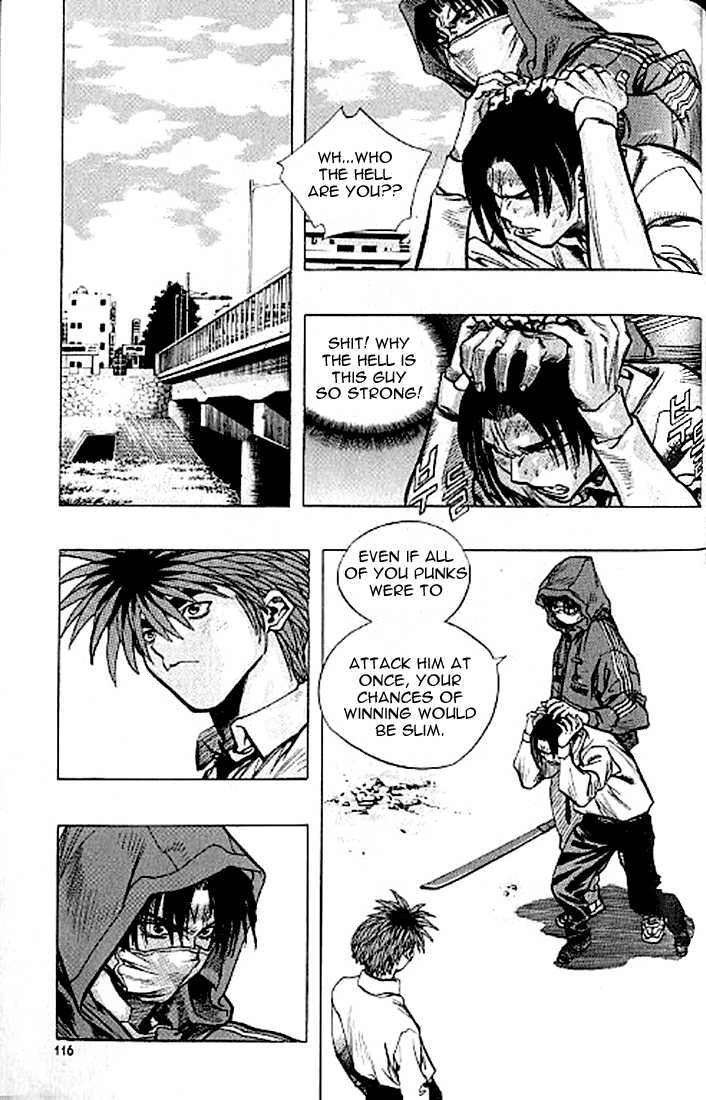 WH...WHO
THE HELL
ARE YOU??
SHIT! WHY
THE HELL IS
THIS GUY
SO STRONG!
EVEN IF ALL
OF YOU PUNKS
WERE TO
ATTACK HIM AT
ONCE, YOUR
CHANCES OF
WINNING WOULD
BE SLIM.
116